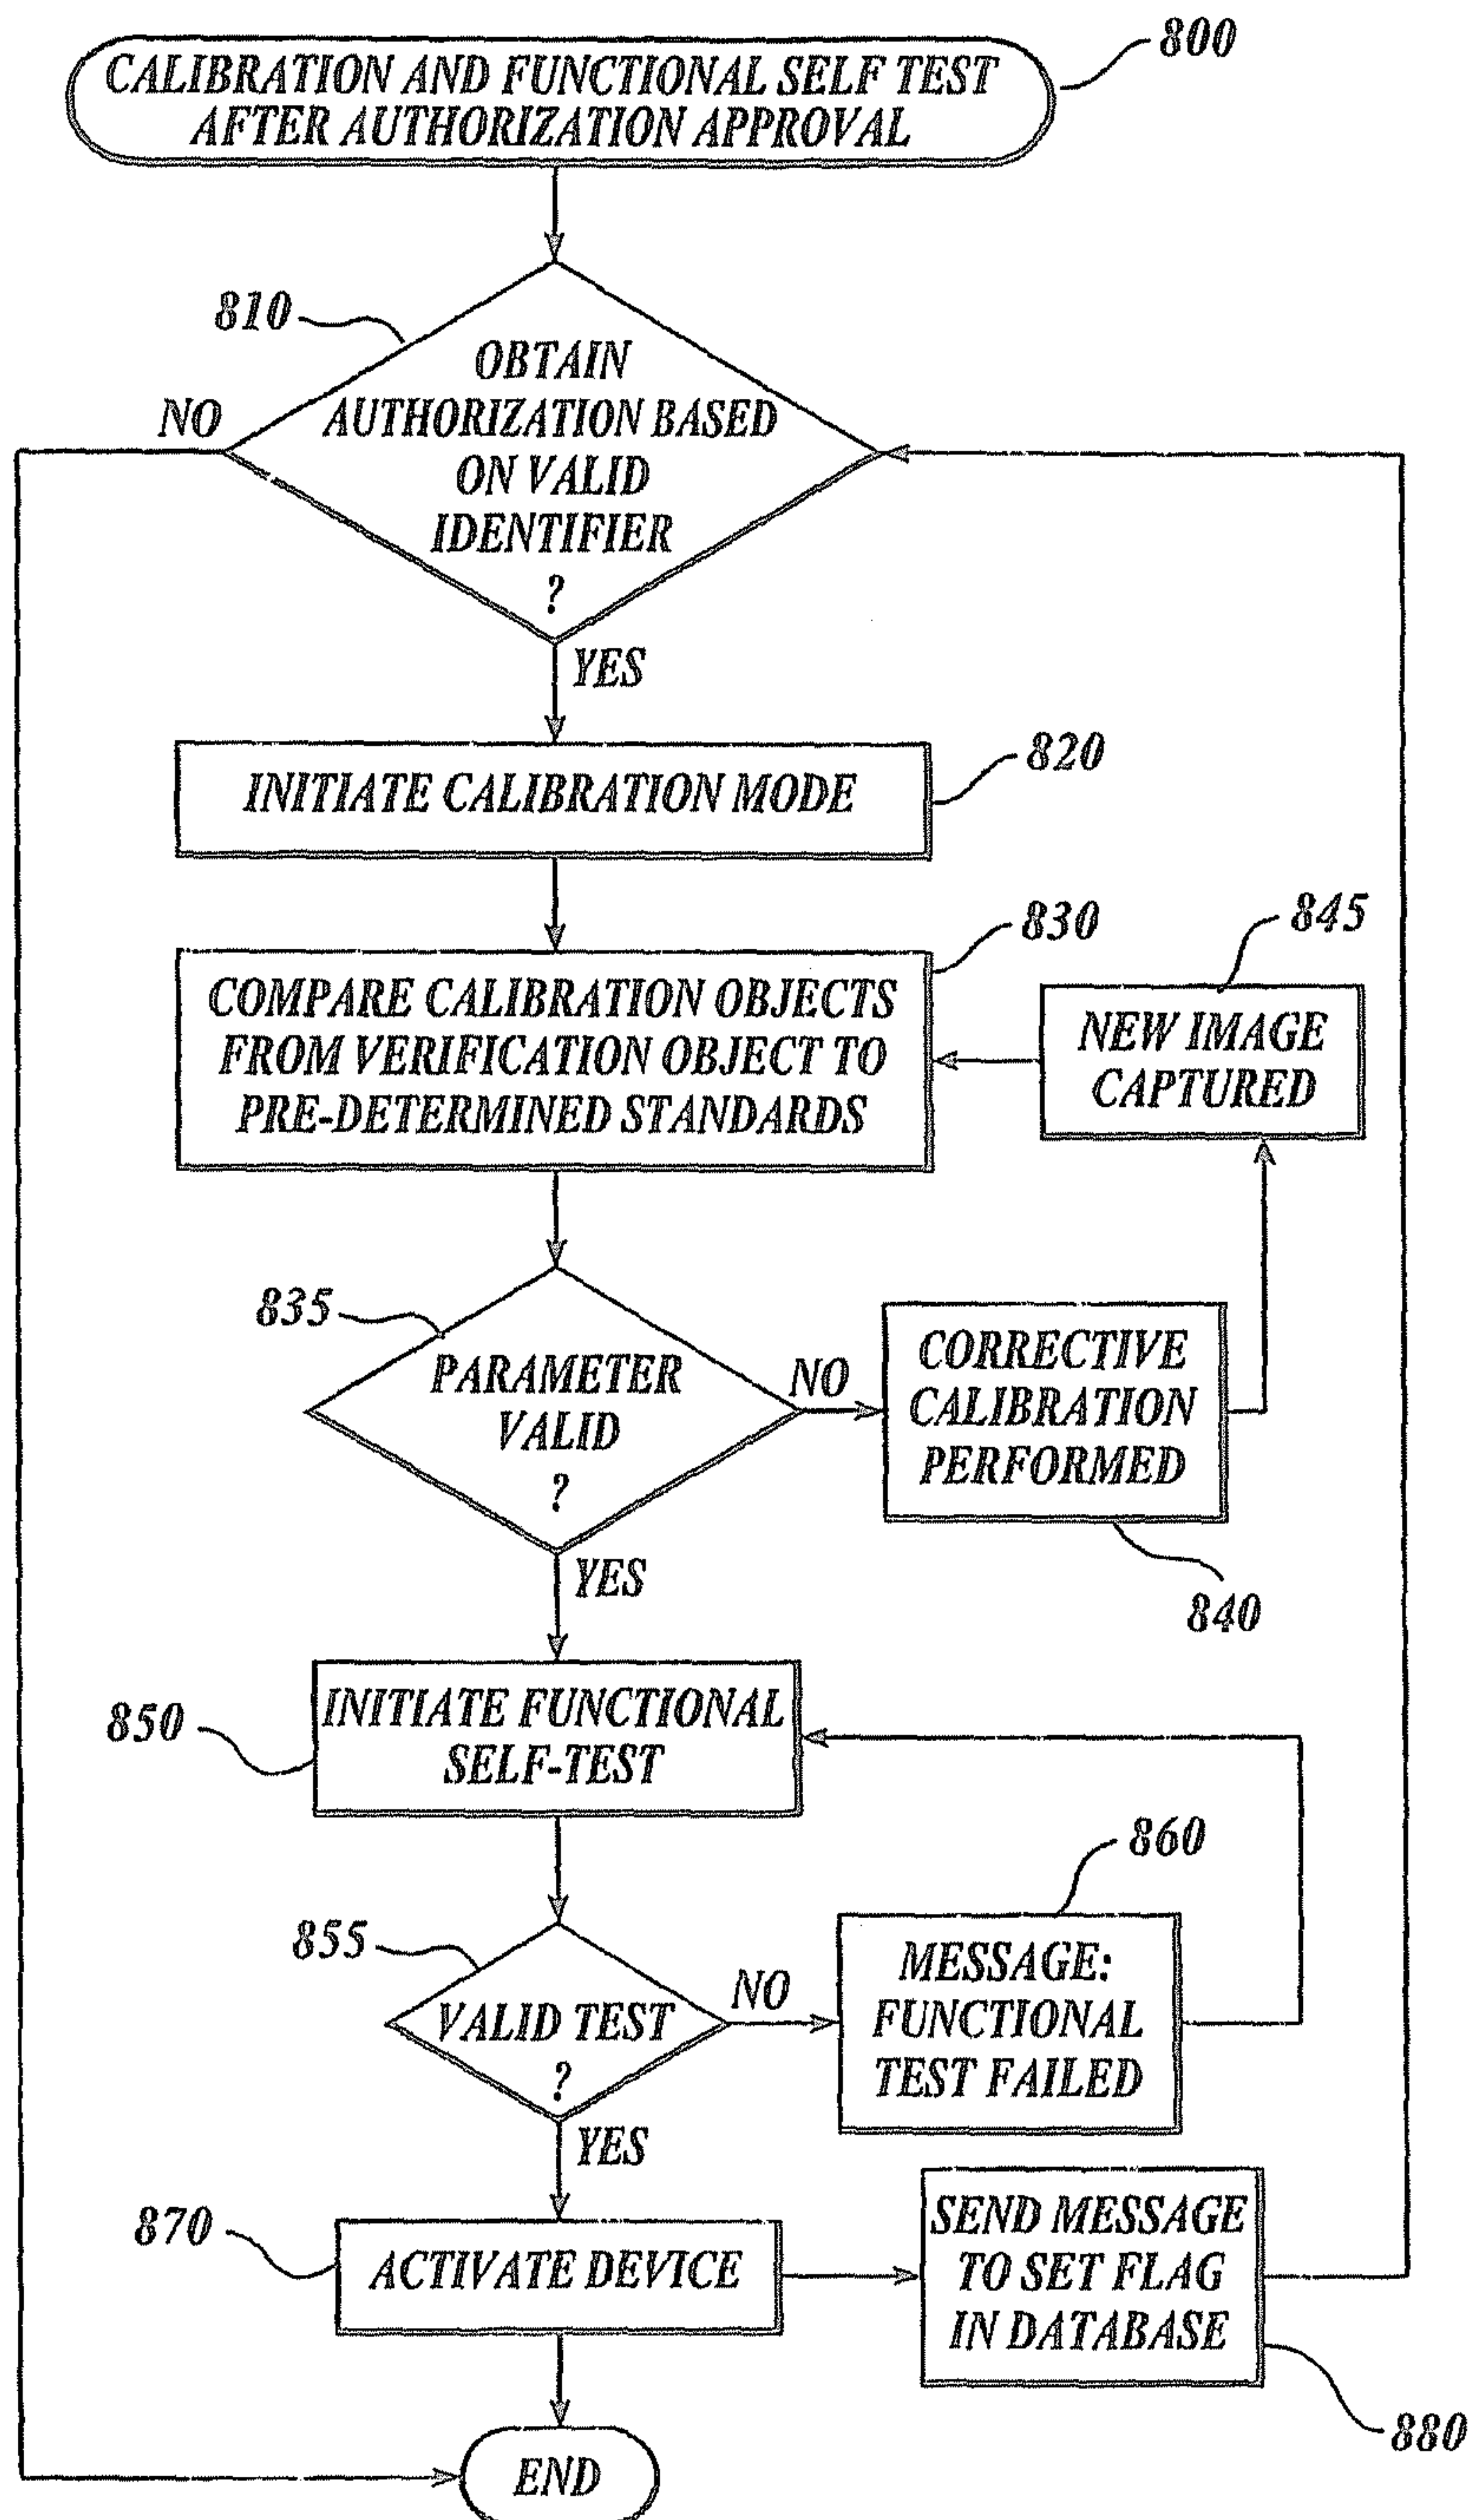 CALIBRATION AND FUNCTIONAL SELF TEST
AFTER AUTHORIZATION APPROVAL
800
810
OBTAIN
AUTHORIZATION BASED
ON VALID
IDENTIFIER
?
NO
YES
INITIATE CALIBRATION MODE
820
830
COMPARE CALIBRATION OBJECTS
FROM VERIFICATION OBJECT TO
PRE-DETERMINED STANDARDS
845
NEW IMAGE
CAPTURED
835
PARAMETER
VALID
?
NO
CORRECTIVE
CALIBRATION
PERFORMED
840
YES
850
INITIATE FUNCTIONAL
SELF-TEST
855
VALID TEST
?
NO
860
MESSAGE:
FUNCTIONAL
TEST FAILED
YES
870
ACTIVATE DEVICE
SEND MESSAGE
TO SET FLAG
IN DATABASE
880
END